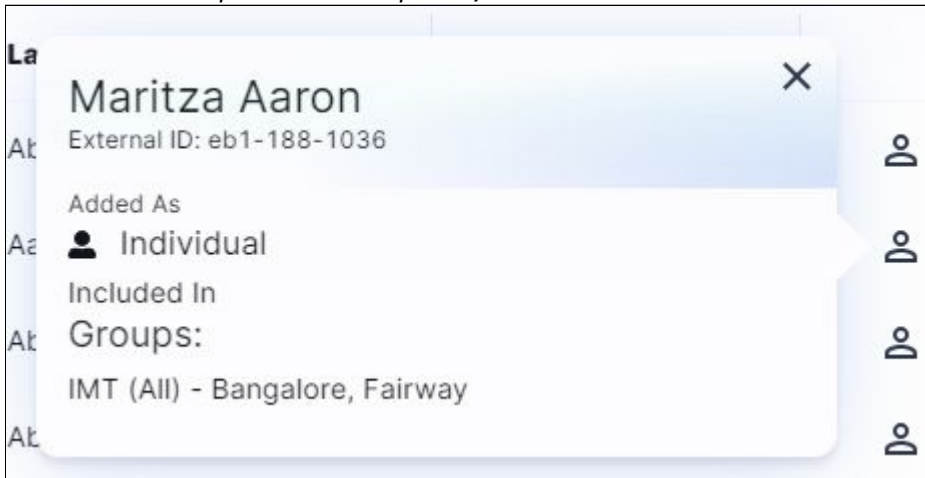 La
Maritza Aaron
External ID: eb1-188-1036
Ab
Added As
Aa
Individual
Included In
Groups:
Ab
IMT (All) - Bangalore, Fairway
Ab